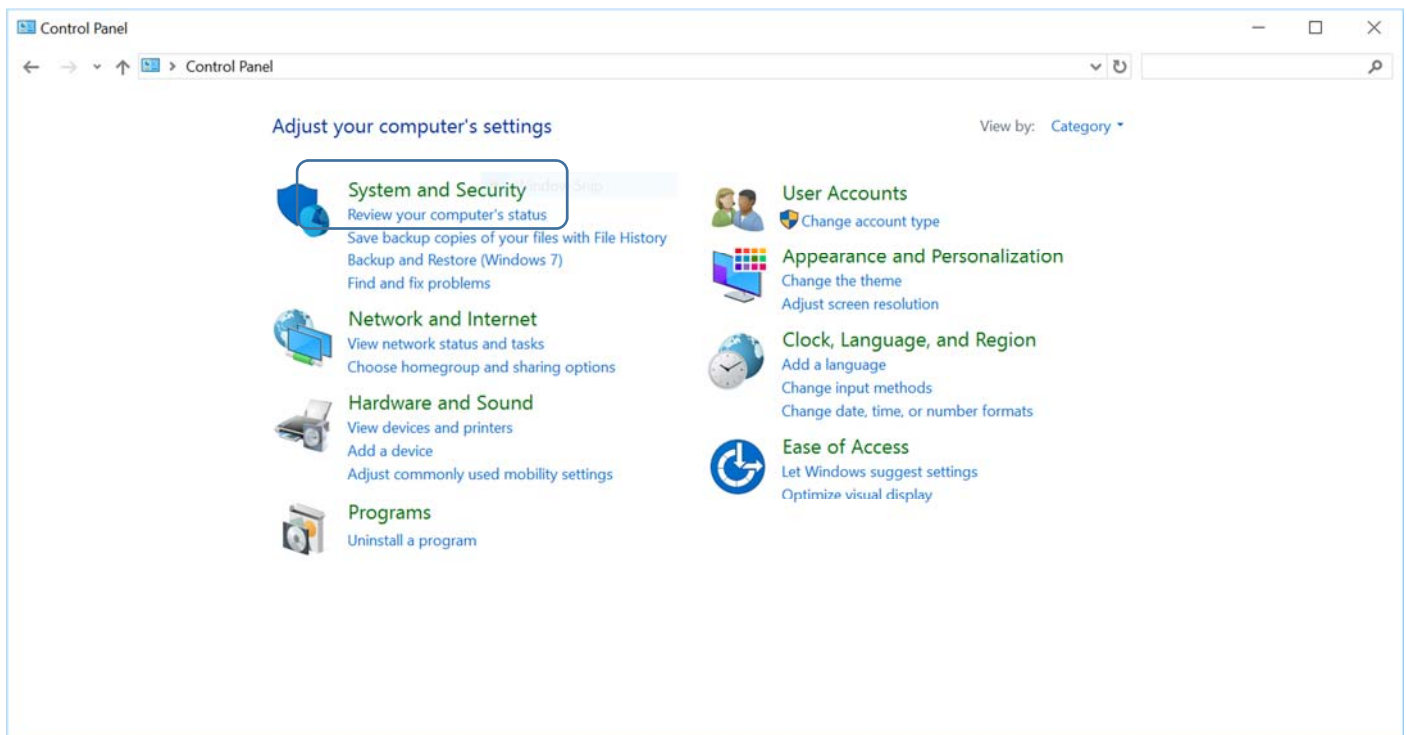 Control Panel
Control Panel
Adjust your computer's settings
View by: Category
System and Security
Window Snip
Review your computer's status
Save backup copies of your files with File History
Backup and Restore (Windows 7)
Find and fix problems
Network and Internet
View network status and tasks
Choose homegroup and sharing options
Hardware and Sound
View devices and printers
Add a device
Adjust commonly used mobility settings
Programs
Uninstall a program
User Accounts
Change account type
Appearance and Personalization
Change the theme
Adjust screen resolution
Clock, Language, and Region
Add a language
Change input methods
Change date, time, or number formats
Ease of Access
Let Windows suggest settings
Optimize visual display